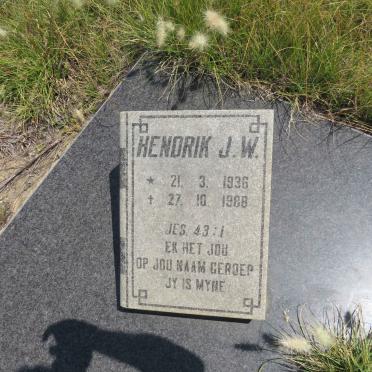 HENDRIK J.W.
* 21. 3. 1936
† 27. 10. 1988
JES. 43:1
EK HET JOU
OP JOU NAAM GEROEP
JY IS MYNE